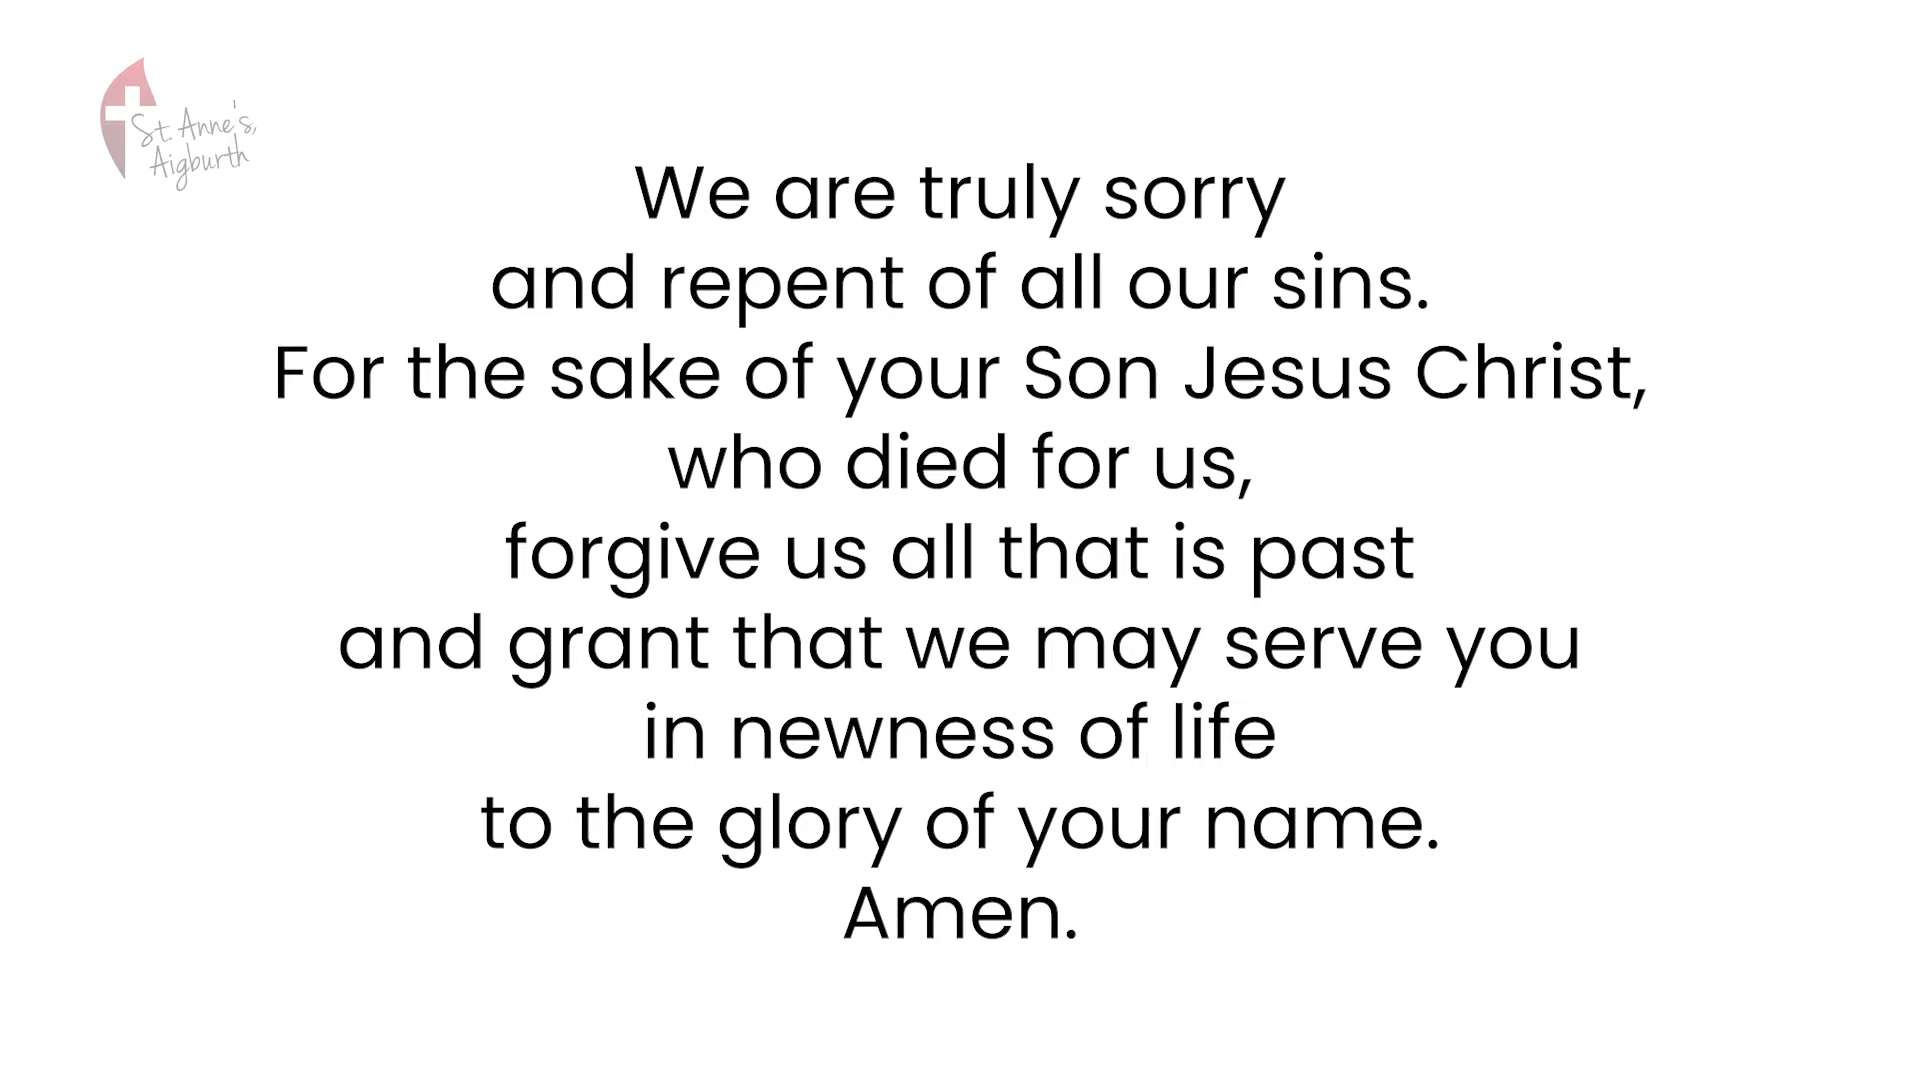 St. Anne's,
Aigburth
We are truly sorry
and repent of all our sins.
For the sake of your Son Jesus Christ,
who died for us,
forgive us all that is past
and grant that we may serve you
in newness of life
to the glory of your name.
Amen.